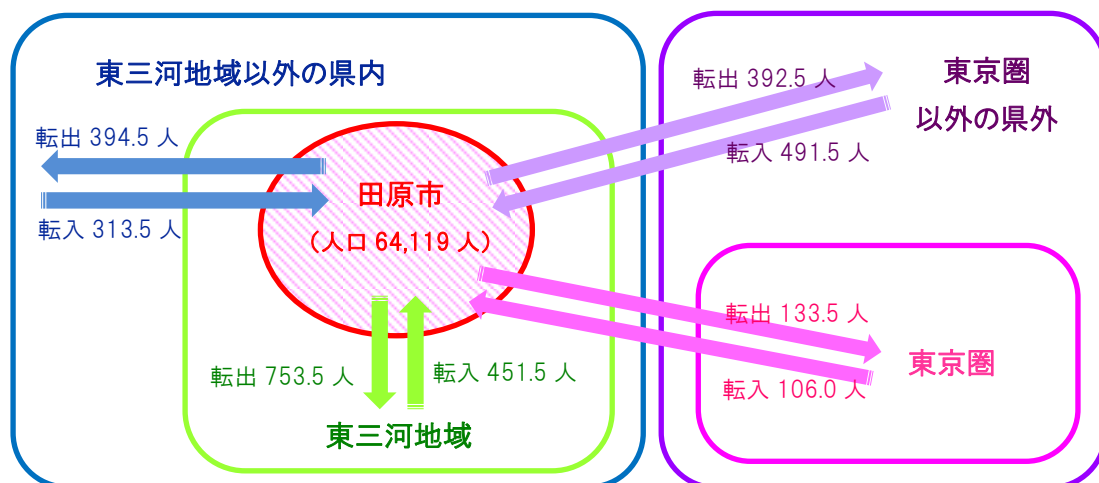 東三河地域以外の県内
転出 394.5 人
転入 313.5 人
田原市
（人口 64,119 人）
転出 753.5 人
転入 451.5 人
東三河地域
転出 392.5 人
転入 491.5 人
東京圏
以外の県外
転出 133.5 人
転入 106.0 人
東京圏